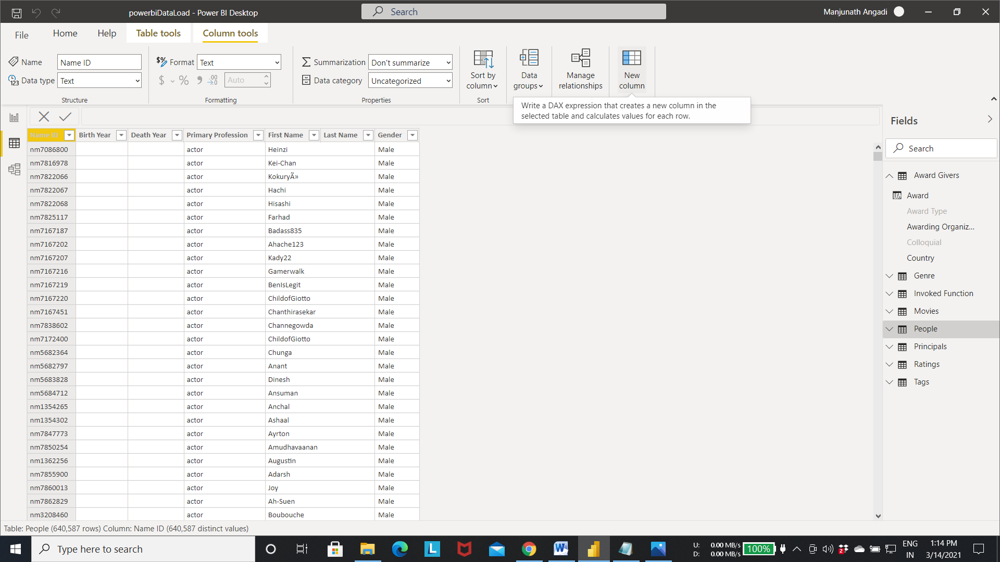 powerbiDataLoad - Power BI Desktop
Search
Manjunath Angadi
File
Home
Help
Table tools
Column tools
Name
Name ID
Data type
Text
Structure
Format
Text
$ % 9 .00
Auto
Formatting
Summarization
Don't summarize
Data category
Uncategorized
Properties
Sort by
column
Sort
Data
groups
Manage
relationships
New
column
Write a DAX expression that creates a new column in the
selected table and calculates values for each row.
Name ID Birth Year Death Year Primary Profession First Name Last Name Gender
nm7086800 actor Heinzi Male
nm7816978 actor Kei-Chan Male
nm7822066 actor KokuryÃ» Male
nm7822067 actor Hachi Male
nm7822068 actor Hisashi Male
nm7825117 actor Farhad Male
nm7167187 actor Badass835 Male
nm7167202 actor Ahache123 Male
nm7167207 actor Kady22 Male
nm7167216 actor Gamerwalk Male
nm7167219 actor BenIsLegit Male
nm7167220 actor ChildofGiotto Male
nm7167451 actor Chanthirasekar Male
nm7838602 actor Channegowda Male
nm7172400 actor ChildofGiotto Male
nm5682364 actor Chunga Male
nm5682797 actor Anant Male
nm5683828 actor Dinesh Male
nm5684712 actor Ansuman Male
nm1354265 actor Anchal Male
nm1354302 actor Ashaal Male
nm7847773 actor Ayrton Male
nm7850254 actor Amudhavaanan Male
nm1362256 actor Augustin Male
nm7855900 actor Adarsh Male
nm7860013 actor Joy Male
nm7862829 actor Ah-Suen Male
nm3208460 actor Boubouche Male
Fields
Search
Award Givers
Award
Award Type
Awarding Organiz...
Colloquial
Country
Genre
Invoked Function
Movies
People
Principals
Ratings
Tags
Table: People (640,587 rows) Column: Name ID (640,587 distinct values)
Type here to search
U: 0.00 MB/s
D: 0.00 MB/s
100%
2
ENG
IN
1:14 PM
3/14/2021